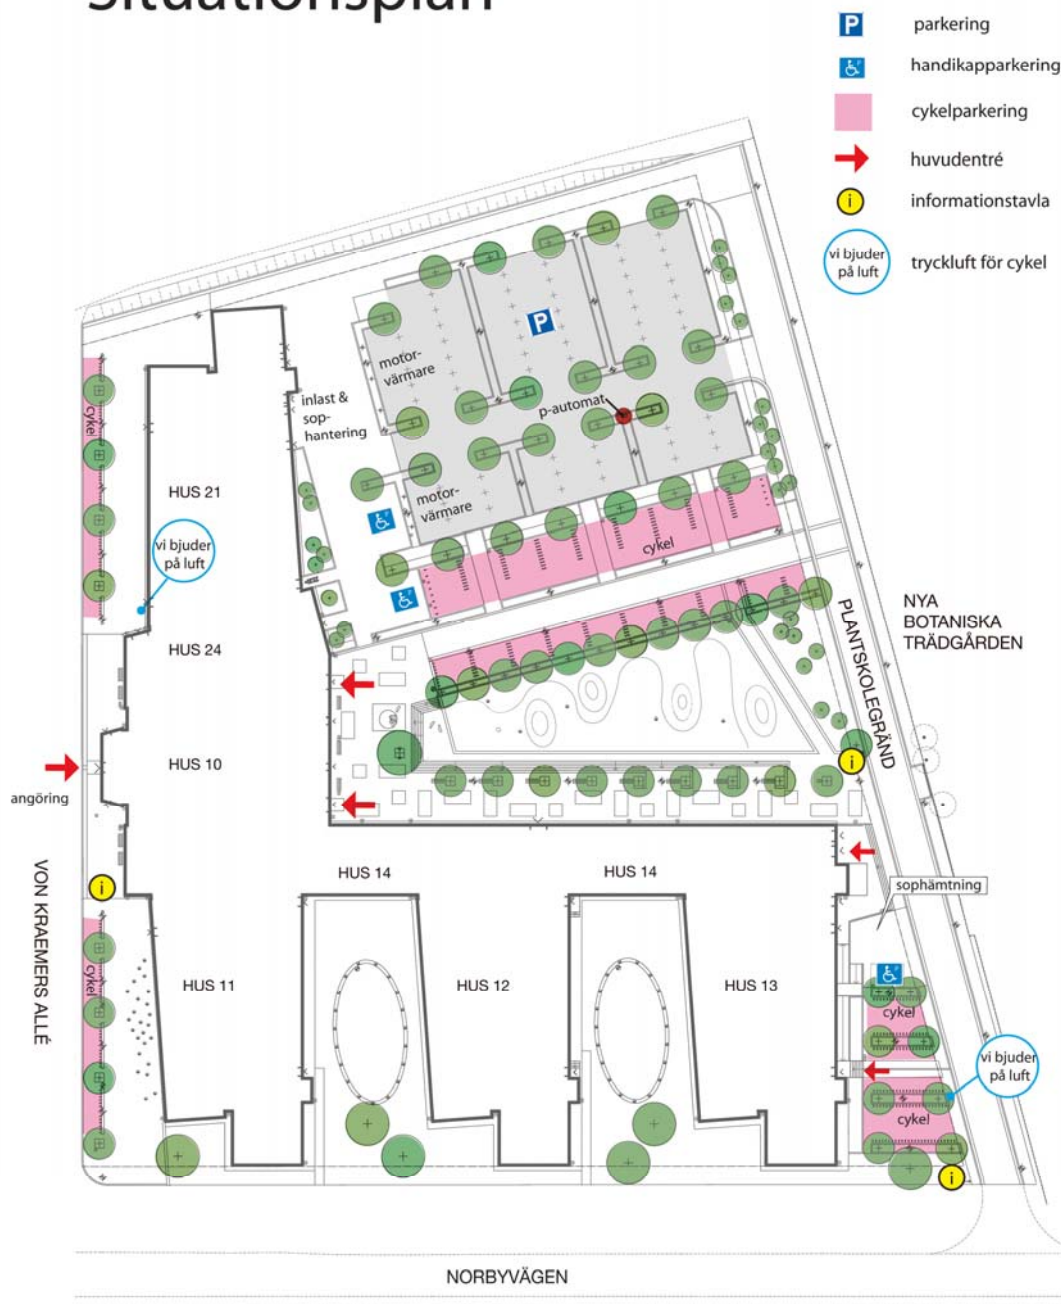 Situationsplan
P
parkering
handikapparkering
cykelparkering
huvudentré
i
informationstavla
vi bjuder
på luft
tryckluft för cykel
P
motor-
värmare
inlast &
sop-
hantering
p-automat
cykel
HUS 21
motor-
värmare
vi bjuder
på luft
cykel
NYA
BOTANISKA
TRÄDGÅRDEN
PLANTSKOLEGRÄND
HUS 24
HUS 10
angöring
i
i
VON KRAEMERS ALLÉ
HUS 14
HUS 14
sophämtning
cykel
HUS 11
HUS 12
HUS 13
cykel
vi bjuder
på luft
cykel
i
NORBYVÄGEN